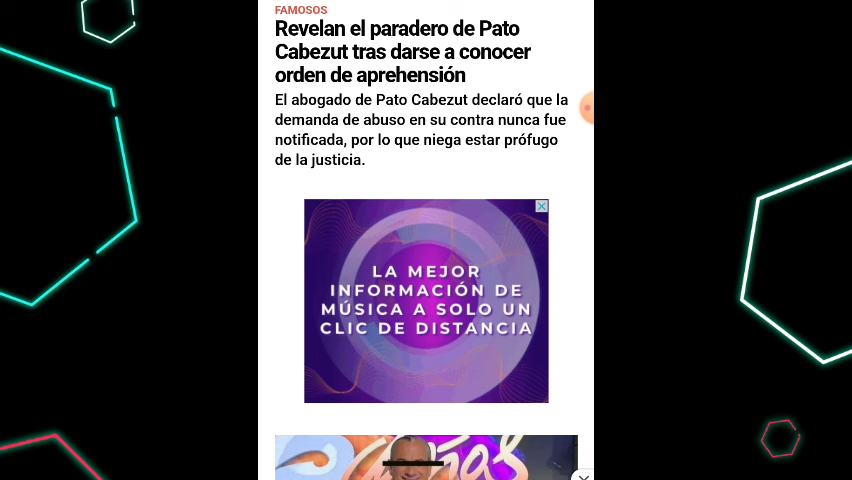 FAMOSOS
Revelan el paradero de Pato
Cabezut tras darse a conocer
orden de aprehensión
El abogado de Pato Cabezut declaró que la
demanda de abuso en su contra nunca fue
notificada, por lo que niega estar prófugo
de la justicia.
LA MEJOR
INFORMACIÓN DE
MÚSICA A SOLO UN
CLIC DE DISTANCIA